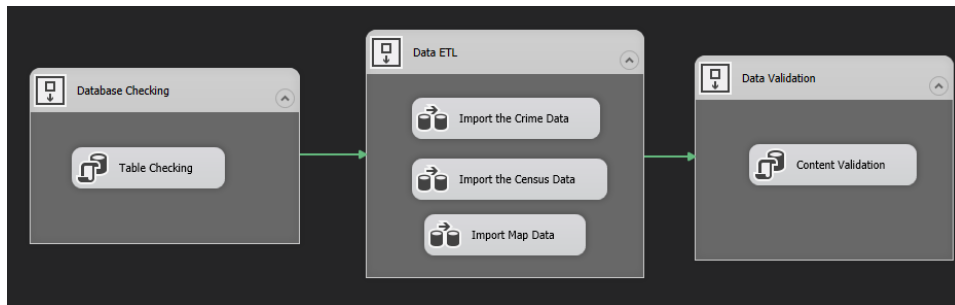 Database Checking
Table Checking
Data ETL
Import the Crime Data
Import the Census Data
Import Map Data
Data Validation
Content Validation